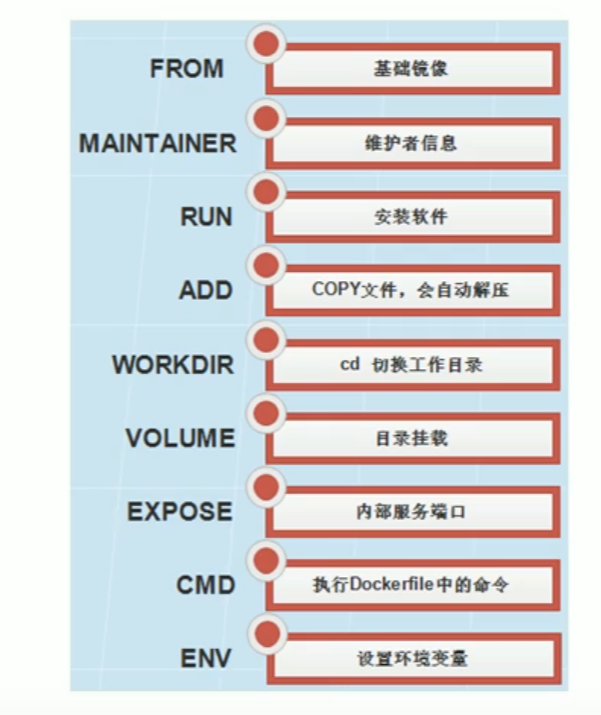 FROM 基础镜像
MAINTAINER 维护者信息
RUN 安装软件
ADD COPY文件，会自动解压
WORKDIR cd 切换工作目录
VOLUME 目录挂载
EXPOSE 内部服务端口
CMD 执行Dockerfile中的命令
ENV 设置环境变量